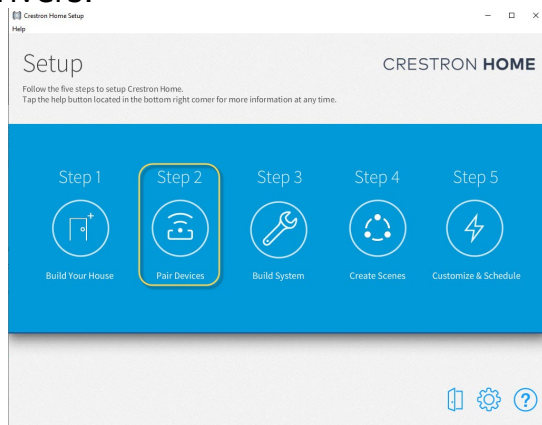 Crestron Home Setup
Help
Setup
CRESTRON HOME
Follow the five steps to setup Crestron Home.
Tap the help button located in the bottom right corner for more information at any time.
Step 1
Step 2
Step 3
Step 4
Step 5
Build Your House
Pair Devices
Build System
Create Scenes
Customize & Schedule
?